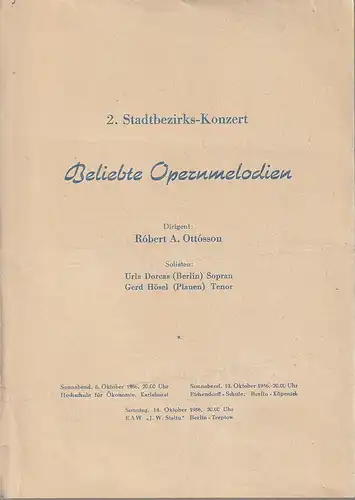 2. Stadtbezirks-Konzert
Beliebte Opernmelodien
Dirigent:
Róbert A. Ottósson
Solisten:
Urla Dorcas (Berlin) Sopran
Gerd Hösel (Plauen) Tenor
Sonnabend, 6. Oktober 1956, 20.00 Uhr
Hochschule für Ökonomie, Karlshorst
Sonnabend, 13. Oktober 1956, 20.00 Uhr
Eichendorff-Schule, Berlin-Köpenick
Sonntag, 14. Oktober 1956, 20.00 Uhr
EAW „J. W. Stalin" Berlin-Treptow